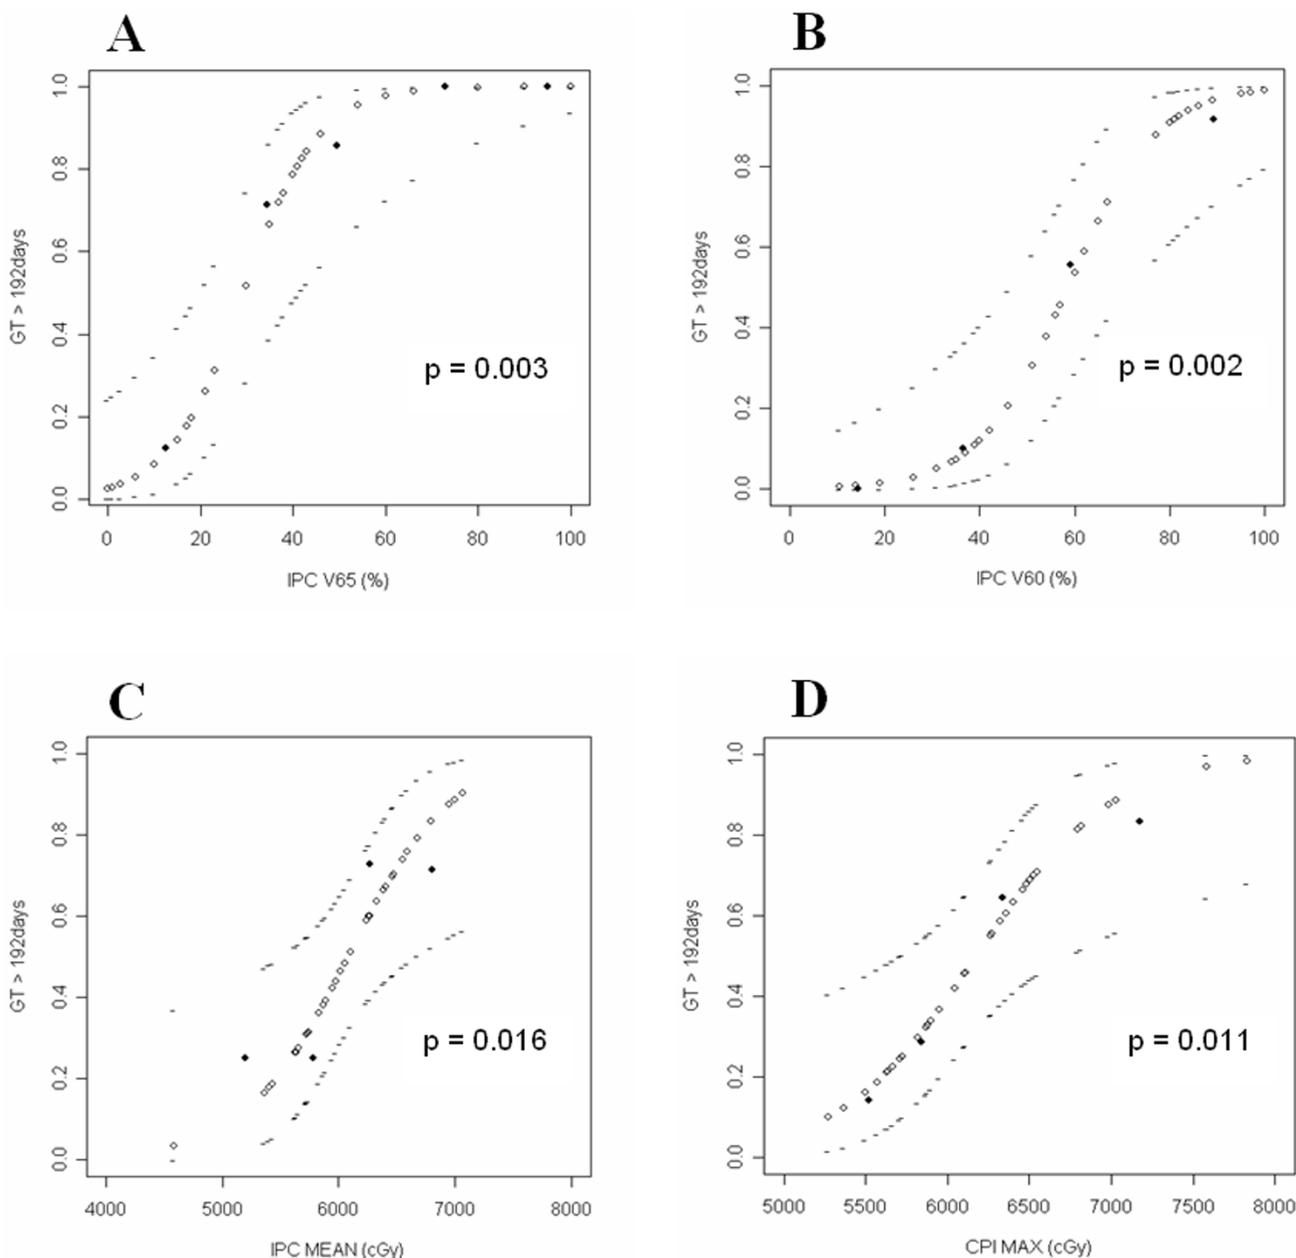 A
1.0
0.8
0.6
0.4
0.2
0.0
GT > 192days
p = 0.003
0 20 40 60 80 100
IPC V65 (%)
B
1.0
0.8
0.6
0.4
0.2
0.0
GT > 192days
p = 0.002
0 20 40 60 80 100
IPC V60 (%)
C
1.0
0.8
0.6
0.4
0.2
0.0
GT > 192days
p = 0.016
4000 5000 6000 7000 8000
IPC MEAN (cGy)
D
1.0
0.8
0.6
0.4
0.2
0.0
GT > 192days
p = 0.011
5000 5500 6000 6500 7000 7500 8000
CPI MAX (cGy)